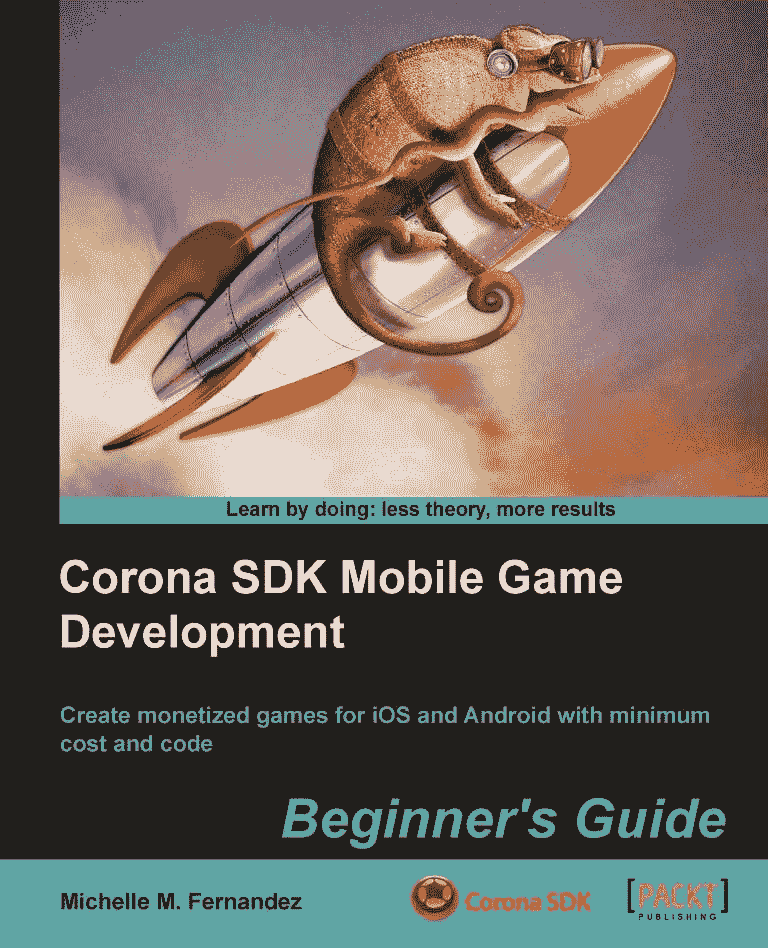 Learn by doing: less theory, more results
Corona SDK Mobile Game
Development
Create monetized games for iOS and Android with minimum
cost and code
Beginner's Guide
Michelle M. Fernandez
Corona SDK
[PACKT]
PUBLISHING